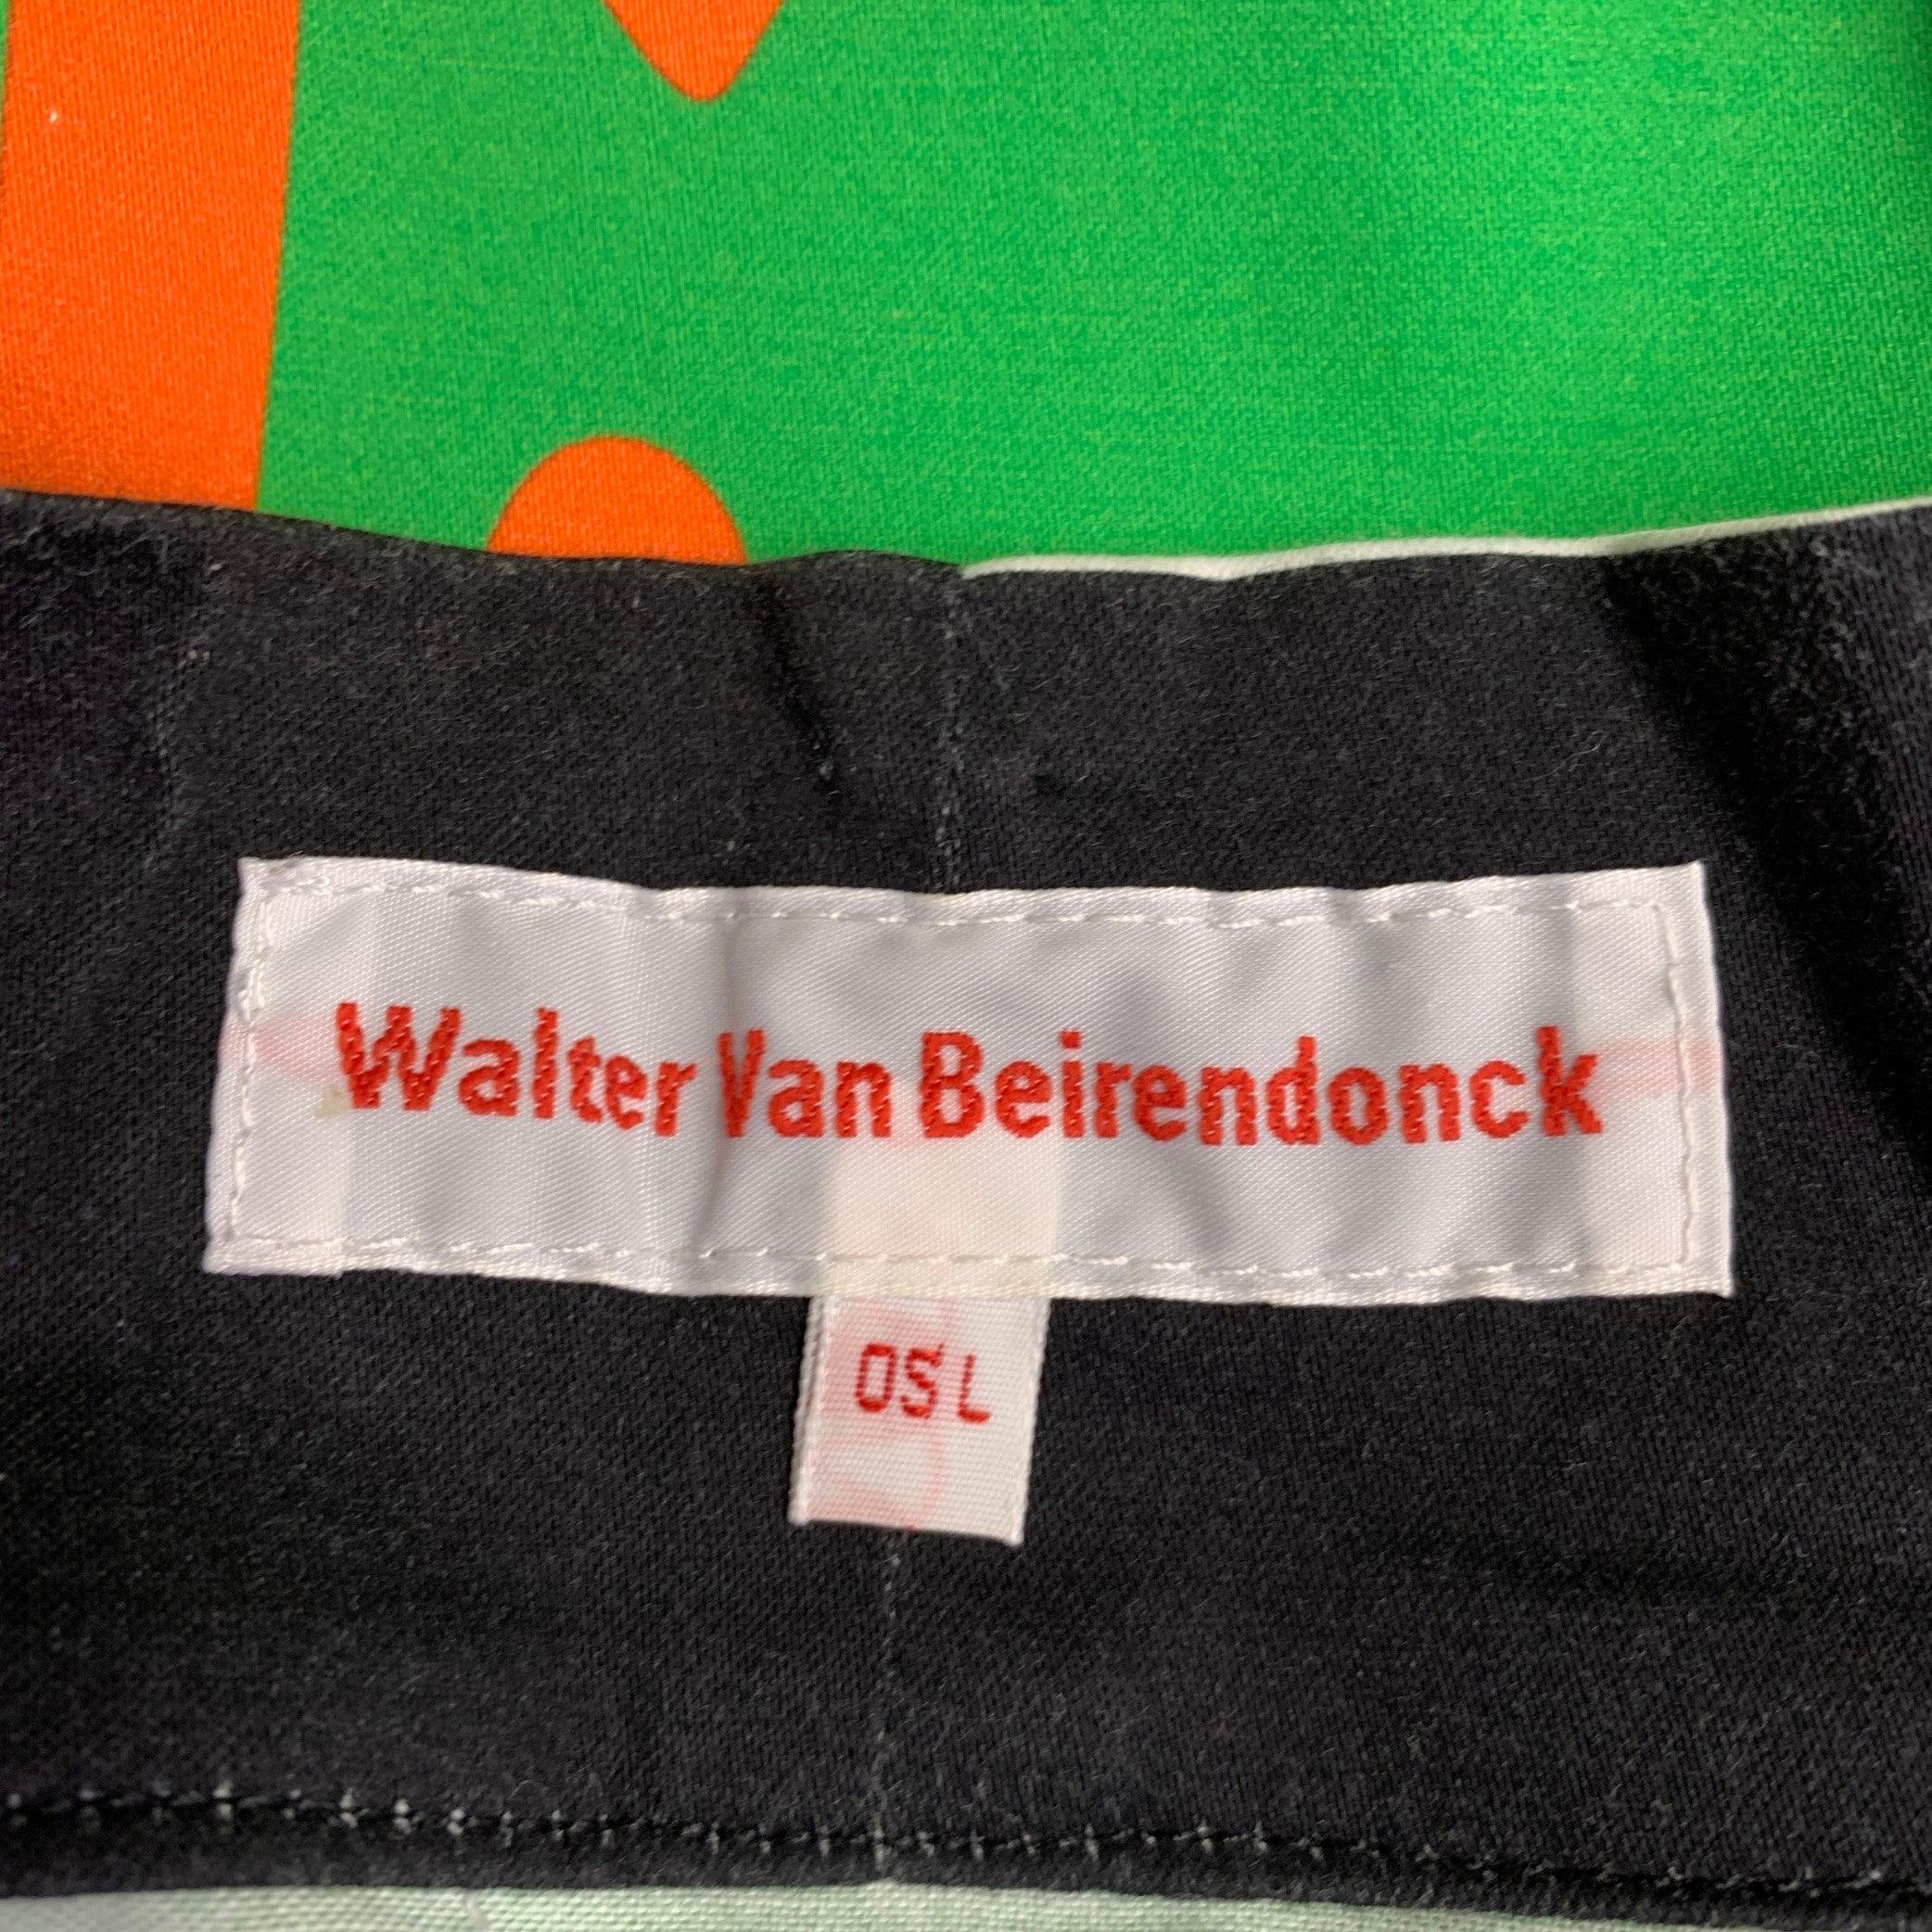 Walter Van Beirendonck
OS L